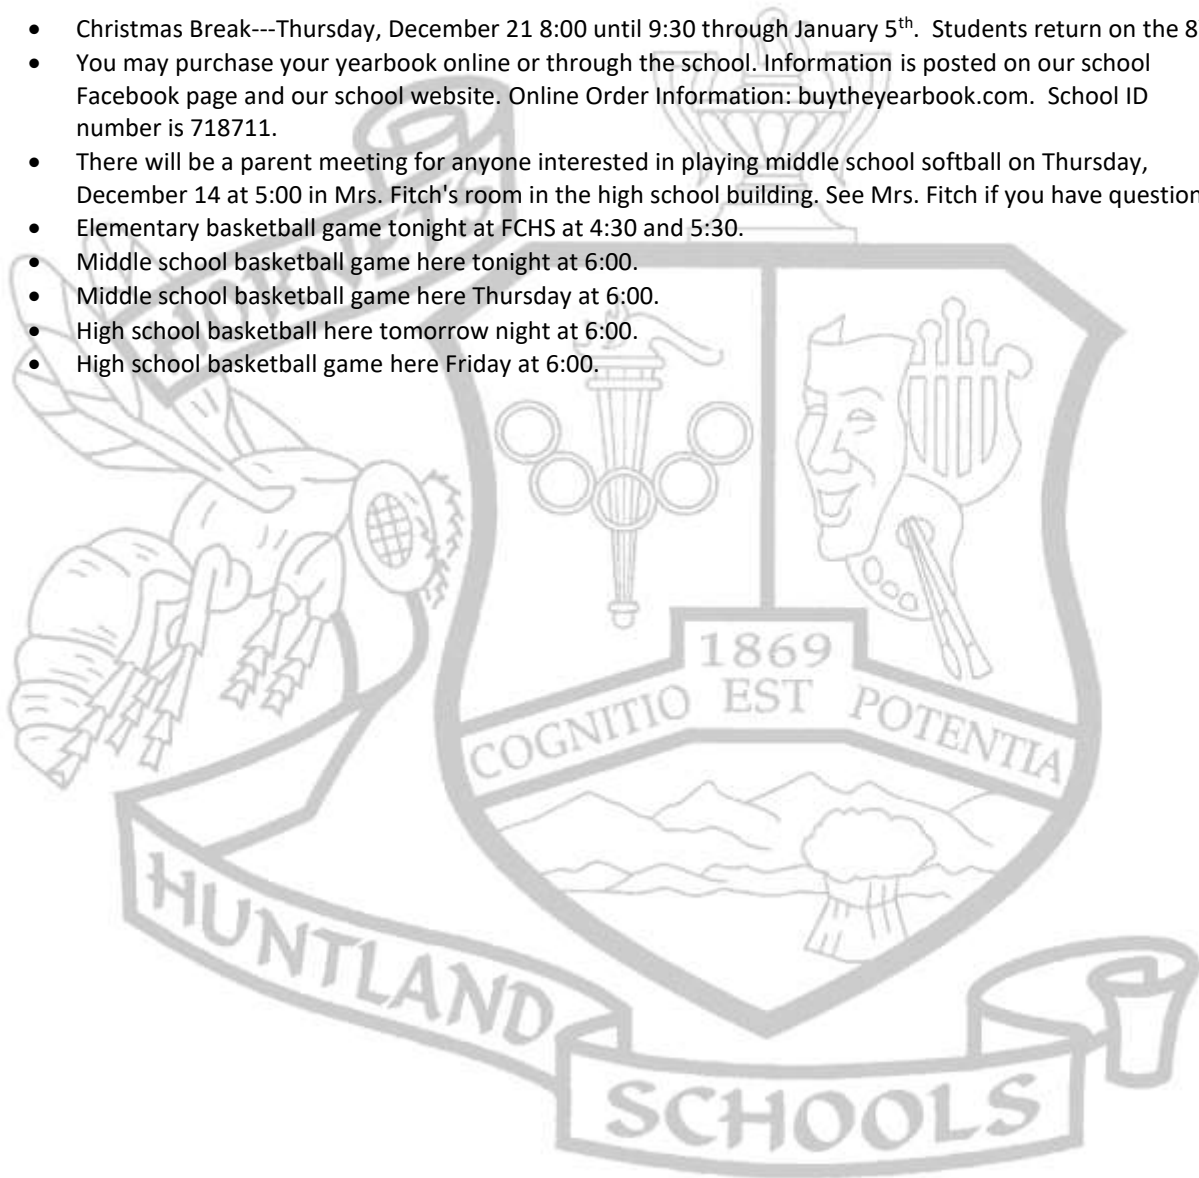 • Christmas Break---Thursday, December 21 8:00 until 9:30 through January 5th.  Students return on the 8
• You may purchase your yearbook online or through the school. Information is posted on our school
Facebook page and our school website. Online Order Information: buytheyearbook.com.  School ID
number is 718711.
• There will be a parent meeting for anyone interested in playing middle school softball on Thursday,
December 14 at 5:00 in Mrs. Fitch's room in the high school building. See Mrs. Fitch if you have question
• Elementary basketball game tonight at FCHS at 4:30 and 5:30.
• Middle school basketball game here tonight at 6:00.
• Middle school basketball game here Thursday at 6:00.
• High school basketball here tomorrow night at 6:00.
• High school basketball game here Friday at 6:00.
HORNETS
1869
COGNITIO EST POTENTIA
HUNTLAND
SCHOOLS